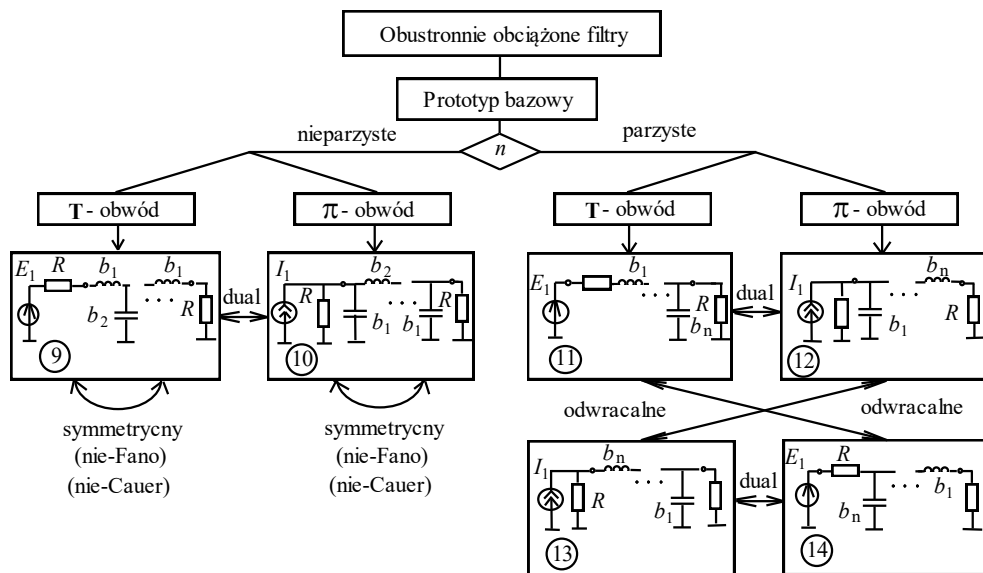 Obustronnie obciążone filtry
Prototyp bazowy
nieparzyste
n
parzyste
T - obwód
π - obwód
T - obwód
π - obwód
E1 R b1 b1
b2 R
9
dual
I1 b2
R b1 b1 R
10
E1 b1
bn R
11
dual
I1 bn
b1 R
12
symmetrycny
(nie-Fano)
(nie-Cauer)
symmetrycny
(nie-Fano)
(nie-Cauer)
odwracalne
odwracalne
I1 bn
R b1
13
dual
E1 R
bn b1
14